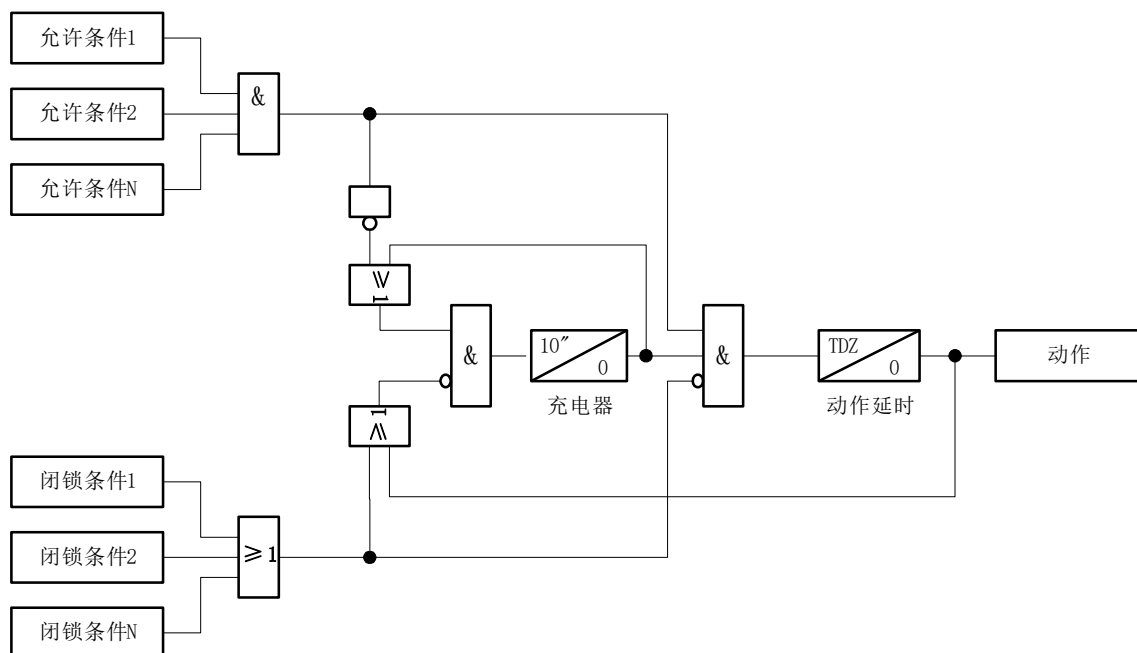 允许条件1
允许条件2
允许条件N
&
≥1
&
10″
0
充电器
&
TDZ
0
动作延时
动作
≥1
闭锁条件1
闭锁条件2
闭锁条件N
≥1